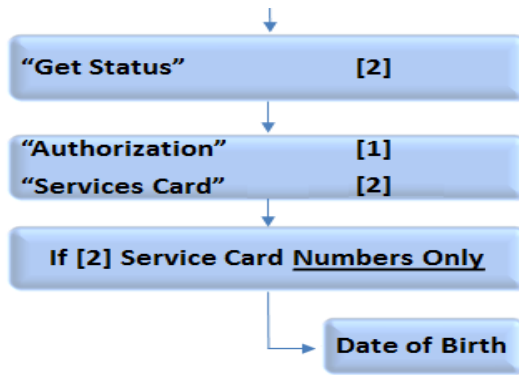 “Get Status” [2]
“Authorization” [1]
“Services Card” [2]
If [2] Service Card Numbers Only
Date of Birth